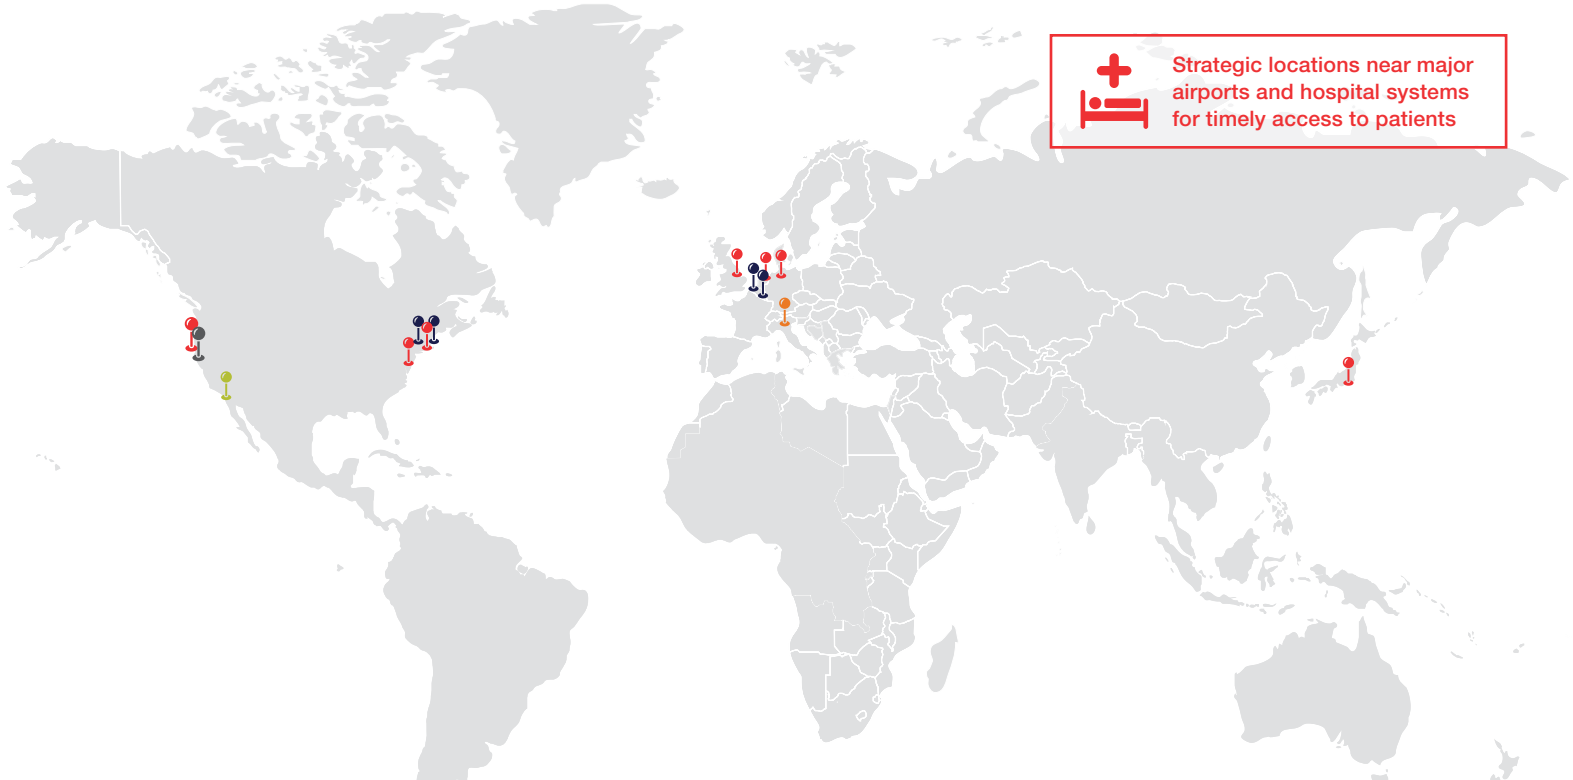 Strategic locations near major
airports and hospital systems
for timely access to patients